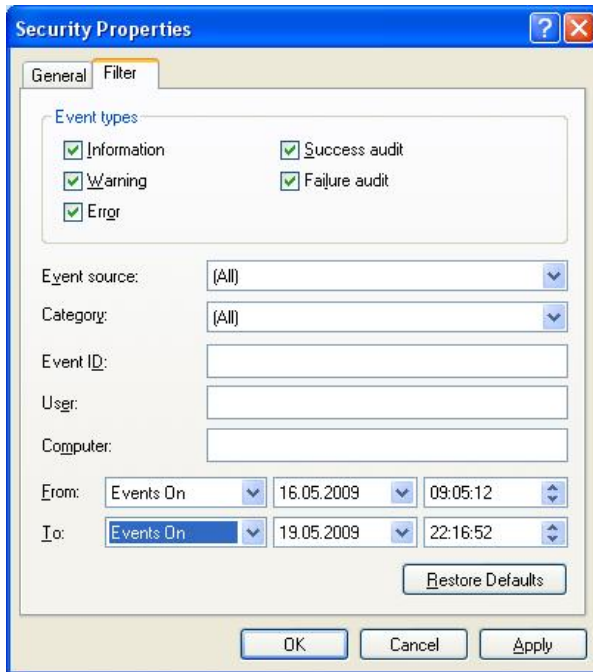 Security Properties
General Filter
Event types
Information Success audit
Warning Failure audit
Error
Event source: (All)
Category: (All)
Event ID:
User:
Computer:
From: Events On 16.05.2009 09:05:12
To: Events On 19.05.2009 22:16:52
Restore Defaults
OK Cancel Apply